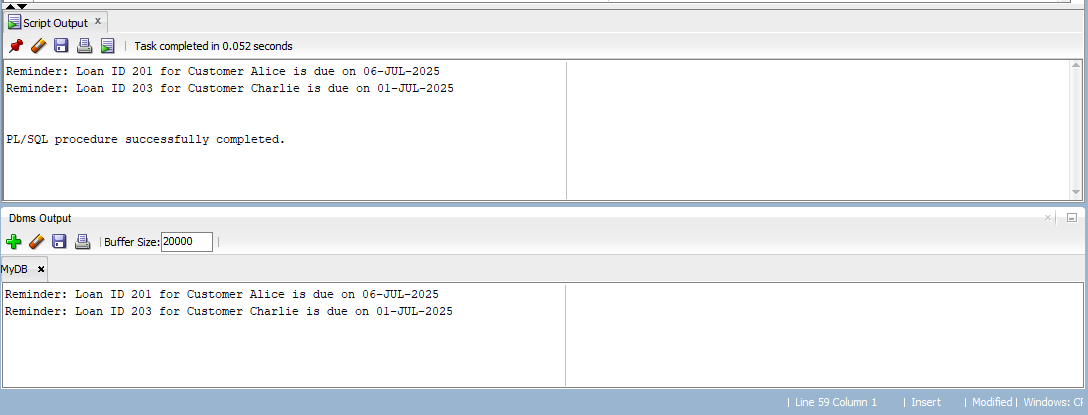 Script Output x
Task completed in 0.052 seconds
Reminder: Loan ID 201 for Customer Alice is due on 06-JUL-2025
Reminder: Loan ID 203 for Customer Charlie is due on 01-JUL-2025
PL/SQL procedure successfully completed.
Dbms Output
Buffer Size: 20000
MyDB
Reminder: Loan ID 201 for Customer Alice is due on 06-JUL-2025
Reminder: Loan ID 203 for Customer Charlie is due on 01-JUL-2025
| Line 59 Column 1 | Insert | Modified | Windows: CF